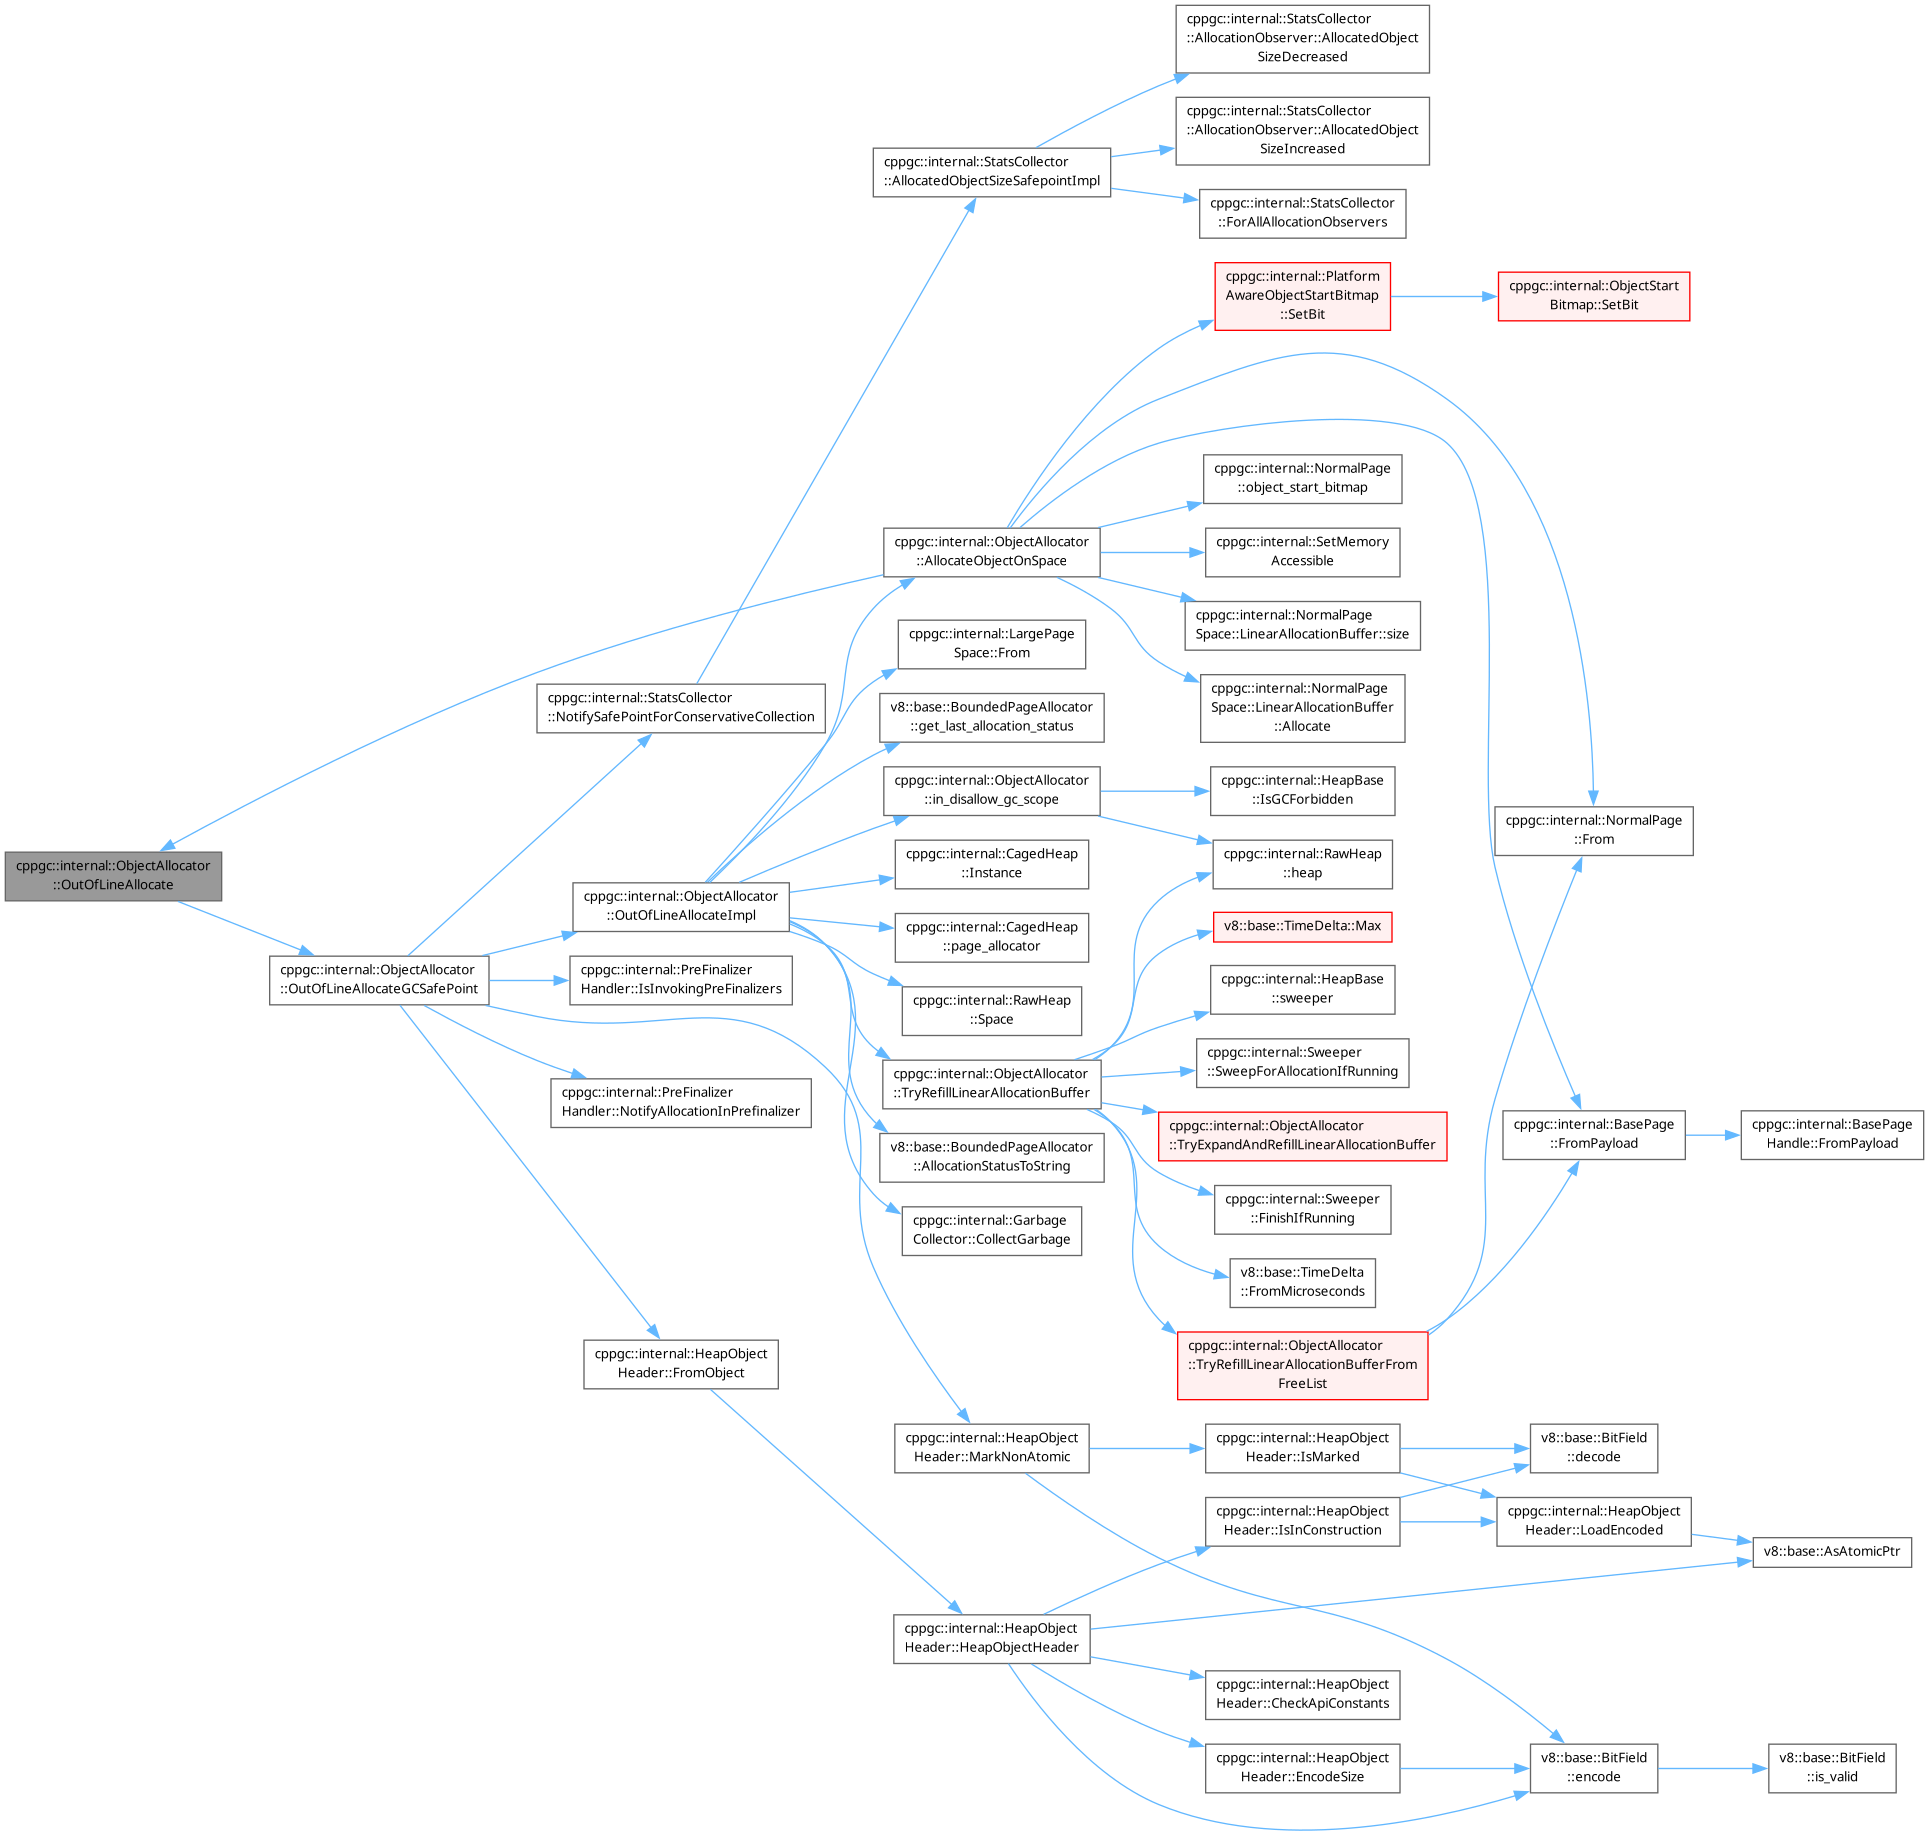 cppgc::internal::StatsCollector
::AllocationObserver::AllocatedObject
SizeDecreased
cppgc::internal::StatsCollector
::AllocationObserver::AllocatedObject
SizeIncreased
cppgc::internal::StatsCollector
::AllocatedObjectSizeSafepointImpl
cppgc::internal::StatsCollector
::ForAllAllocationObservers
cppgc::internal::Platform
AwareObjectStartBitmap
::SetBit
cppgc::internal::ObjectStart
Bitmap::SetBit
cppgc::internal::NormalPage
::object_start_bitmap
cppgc::internal::ObjectAllocator
::AllocateObjectOnSpace
cppgc::internal::SetMemory
Accessible
cppgc::internal::NormalPage
Space::LinearAllocationBuffer::size
cppgc::internal::LargePage
Space::From
cppgc::internal::NormalPage
Space::LinearAllocationBuffer
::Allocate
cppgc::internal::StatsCollector
::NotifySafePointForConservativeCollection
v8::base::BoundedPageAllocator
::get_last_allocation_status
cppgc::internal::ObjectAllocator
::in_disallow_gc_scope
cppgc::internal::HeapBase
::IsGCForbidden
cppgc::internal::NormalPage
::From
cppgc::internal::ObjectAllocator
::OutOfLineAllocate
cppgc::internal::ObjectAllocator
::OutOfLineAllocateImpl
cppgc::internal::CagedHeap
::Instance
cppgc::internal::RawHeap
::heap
cppgc::internal::CagedHeap
::page_allocator
v8::base::TimeDelta::Max
cppgc::internal::ObjectAllocator
::OutOfLineAllocateGCSafePoint
cppgc::internal::PreFinalizer
Handler::IsInvokingPreFinalizers
cppgc::internal::RawHeap
::Space
cppgc::internal::HeapBase
::sweeper
cppgc::internal::PreFinalizer
Handler::NotifyAllocationInPrefinalizer
cppgc::internal::ObjectAllocator
::TryRefillLinearAllocationBuffer
cppgc::internal::Sweeper
::SweepForAllocationIfRunning
cppgc::internal::ObjectAllocator
::TryExpandAndRefillLinearAllocationBuffer
cppgc::internal::BasePage
::FromPayload
cppgc::internal::BasePage
Handle::FromPayload
v8::base::BoundedPageAllocator
::AllocationStatusToString
cppgc::internal::Sweeper
::FinishIfRunning
cppgc::internal::Garbage
Collector::CollectGarbage
v8::base::TimeDelta
::FromMicroseconds
cppgc::internal::HeapObject
Header::FromObject
cppgc::internal::ObjectAllocator
::TryRefillLinearAllocationBufferFrom
FreeList
cppgc::internal::HeapObject
Header::MarkNonAtomic
cppgc::internal::HeapObject
Header::IsMarked
v8::base::BitField
::decode
cppgc::internal::HeapObject
Header::IsInConstruction
cppgc::internal::HeapObject
Header::LoadEncoded
v8::base::AsAtomicPtr
cppgc::internal::HeapObject
Header::HeapObjectHeader
cppgc::internal::HeapObject
Header::CheckApiConstants
cppgc::internal::HeapObject
Header::EncodeSize
v8::base::BitField
::encode
v8::base::BitField
::is_valid